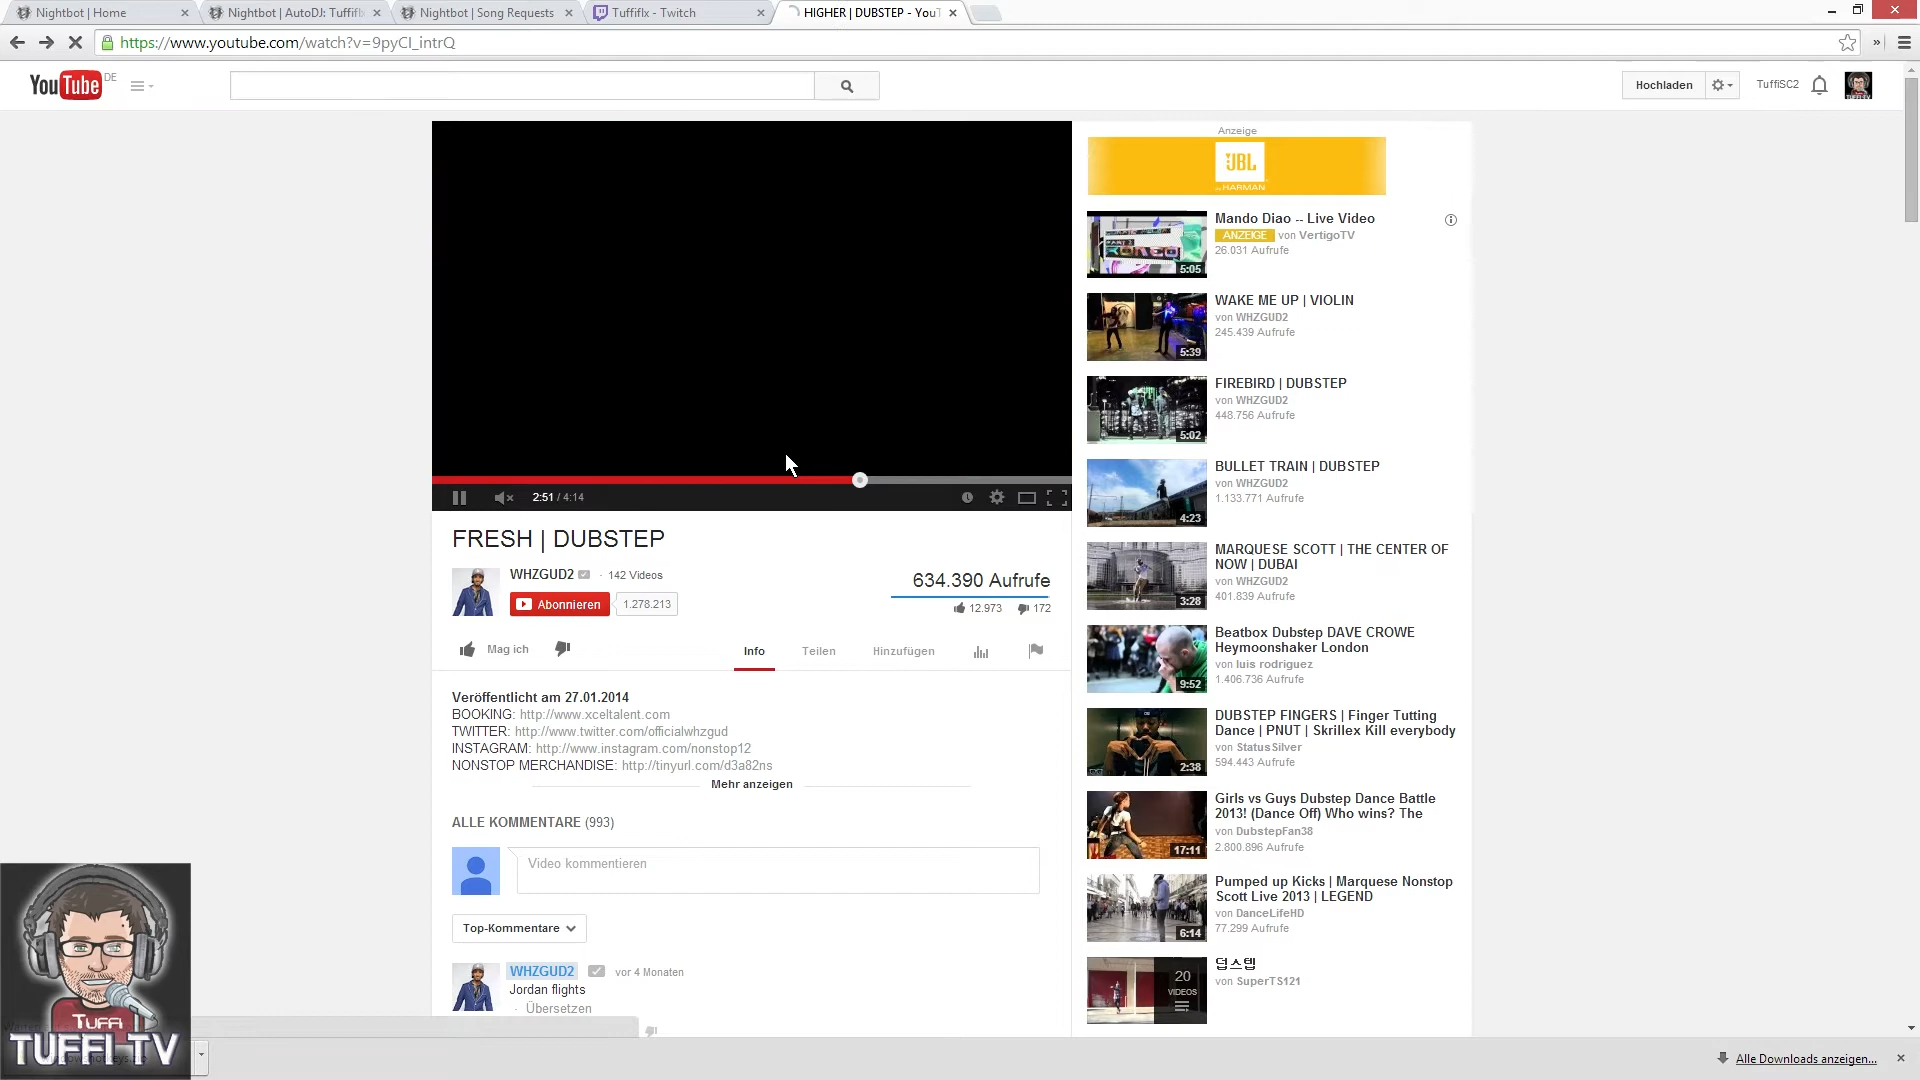 Nightbot | Home
Nightbot | AutoDJ: Tuffiflx
Nightbot | Song Requests
Tuffiflx - Twitch
HIGHER | DUBSTEP - YouT
https://www.youtube.com/watch?v=9pyCI_intrQ
YouTube DE
Hochladen
TuffiSC2
Anzeige
JBL
HARMAN
Mando Diao -- Live Video
ANZEIGE von VertigoTV
26.031 Aufrufe
5:05
WAKE ME UP | VIOLIN
von WHZGUD2
245.439 Aufrufe
5:39
FIREBIRD | DUBSTEP
von WHZGUD2
448.756 Aufrufe
5:02
BULLET TRAIN | DUBSTEP
von WHZGUD2
1.133.771 Aufrufe
4:23
MARQUESE SCOTT | THE CENTER OF
NOW | DUBAI
von WHZGUD2
401.839 Aufrufe
3:28
Beatbox Dubstep DAVE CROWE
Heymoonshaker London
von luis rodriguez
1.406.736 Aufrufe
9:52
DUBSTEP FINGERS | Finger Tutting
Dance | PNUT | Skrillex Kill everybody
von StatusSilver
594.443 Aufrufe
2:38
Girls vs Guys Dubstep Dance Battle
2013! (Dance Off) Who wins? The
von DubstepFan38
2.800.896 Aufrufe
17:11
Pumped up Kicks | Marquese Nonstop
Scott Live 2013 | LEGEND
von DanceLifeHD
77.299 Aufrufe
6:14
덥스텝
von SuperTS121
20
VIDEOS
2:51 / 4:14
FRESH | DUBSTEP
WHZGUD2 · 142 Videos
Abonnieren 1.278.213
634.390 Aufrufe
12.973 172
Mag ich
Info Teilen Hinzufügen
Veröffentlicht am 27.01.2014
BOOKING: http://www.xceltalent.com
TWITTER: http://www.twitter.com/officialwhzgud
INSTAGRAM: http://www.instagram.com/nonstop12
NONSTOP MERCHANDISE: http://tinyurl.com/d3a82ns
Mehr anzeigen
ALLE KOMMENTARE (993)
Video kommentieren
Top-Kommentare
WHZGUD2 vor 4 Monaten
Jordan flights
· Übersetzen
TUFFI
TUFFI TV
Alle Downloads anzeigen...